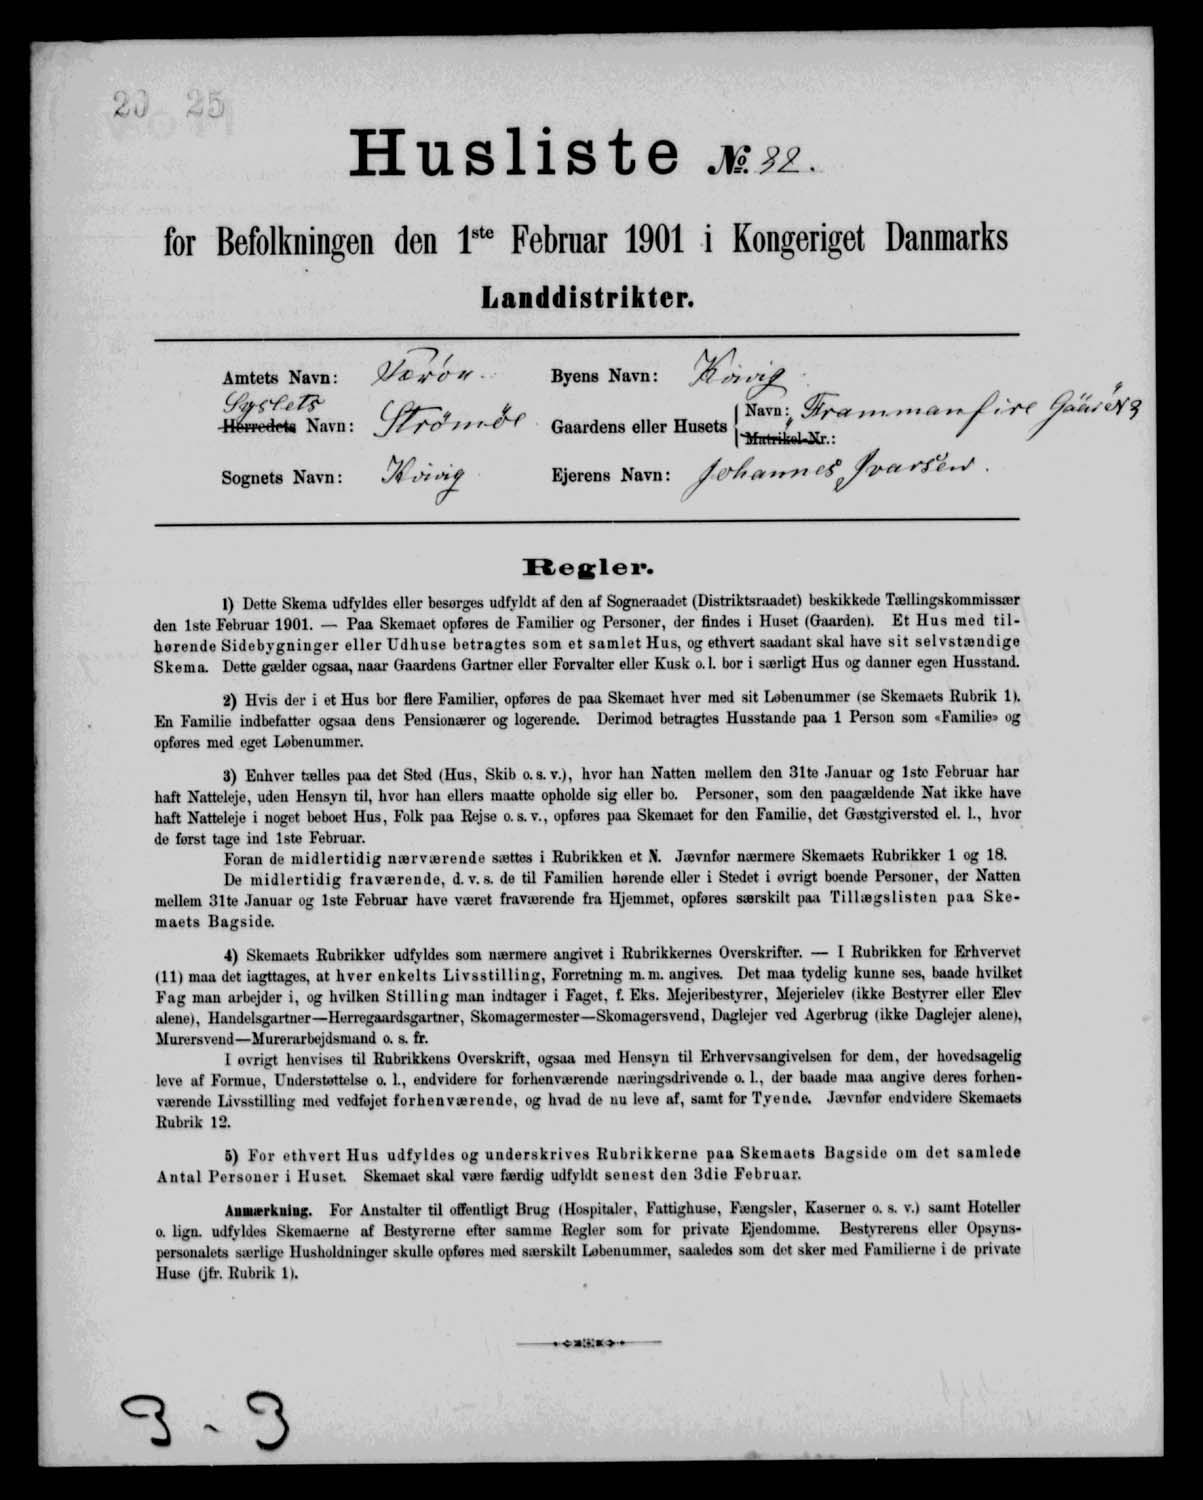 20 25
Husliste № 32.
for Befolkningen den 1ste Februar 1901 i Kongeriget Danmarks
Landdistrikter.
Amtets Navn: Færöer Byens Navn: Kvivig
Syslets
Herredets Navn: Strömöe Gaardens eller Husets Navn: Frammanfire
Matrikel-Nr.:
Sognets Navn: Kvivig Ejerens Navn: Johannes Ivarsen.
Regler.
1) Dette Skema udfyldes eller besørges udfyldt af den af Sogneraadet (Distriktsraadet) beskikkede Tællingskommissær
den 1ste Februar 1901. — Paa Skemaet opføres de Familier og Personer, der findes i Huset (Gaarden). Et Hus med til-
hørende Sidebygninger eller Udhuse betragtes som et samlet Hus, og ethvert saadant skal have sit selvstændige
Skema. Dette gælder ogsaa, naar Gaardens Gartner eller Forvalter eller Kusk o. l. bor i særligt Hus og danner egen Husstand.
2) Hvis der i et Hus bor flere Familier, opføres de paa Skemaet hver med sit Løbenummer (se Skemaets Rubrik 1).
En Familie indbefatter ogsaa dens Pensionærer og logerende. Derimod betragtes Husstande paa 1 Person som «Familie» og
opføres med eget Løbenummer.
3) Enhver tælles paa det Sted (Hus, Skib o. s. v.), hvor han Natten mellem den 31te Januar og 1ste Februar har
haft Natteleje, uden Hensyn til, hvor han ellers maatte opholde sig eller bo. Personer, som den paagældende Nat ikke have
haft Natteleje i noget beboet Hus, Folk paa Rejse o. s. v., opføres paa Skemaet for den Familie, det Gæstgiversted el. l., hvor
de først tage ind 1ste Februar.
Foran de midlertidig nærværende sættes i Rubrikken et N. Jævnfør nærmere Skemaets Rubrikker 1 og 18.
De midlertidig fraværende, d. v. s. de til Familien hørende eller i Stedet i øvrigt boende Personer, der Natten
mellem 31te Januar og 1ste Februar have været fraværende fra Hjemmet, opføres særskilt paa Tillægslisten paa Ske-
maets Bagside.
4) Skemaets Rubrikker udfyldes som nærmere angivet i Rubrikkernes Overskrifter. — I Rubrikken for Erhvervet
(11) maa det iagttages, at hver enkelts Livsstilling, Forretning m. m. angives. Det maa tydelig kunne ses, baade hvilket
Fag man arbejder i, og hvilken Stilling man indtager i Faget, f. Eks. Mejeribestyrer, Mejerielev (ikke Bestyrer eller Elev
alene), Handelsgartner—Herregaardsgartner, Skomagermester—Skomagersvend, Daglejer ved Agerbrug (ikke Daglejer alene),
Murersvend—Murerarbejdsmand o. s. fr.
I øvrigt henvises til Rubrikkens Overskrift, ogsaa med Hensyn til Erhvervsangivelsen for dem, der hovedsagelig
leve af Formue, Understøttelse o. l., endvidere for forhenværende næringsdrivende o. l., der baade maa angive deres forhen-
værende Livsstilling med vedføjet forhenværende, og hvad de nu leve af, samt for Tyende. Jævnfør endvidere Skemaets
Rubrik 12.
5) For ethvert Hus udfyldes og underskrives Rubrikkerne paa Skemaets Bagside om det samlede
Antal Personer i Huset. Skemaet skal være færdig udfyldt senest den 3die Februar.
Anmærkning. For Anstalter til offentligt Brug (Hospitaler, Fattighuse, Fængsler, Kaserner o. s. v.) samt Hoteller
o. lign. udfyldes Skemaerne af Bestyrerne efter samme Regler som for private Ejendomme. Bestyrerens eller Opsyns-
personalets særlige Husholdninger skulle opføres med særskilt Løbenummer, saaledes som det sker med Familierne i de private
Huse (jfr. Rubrik 1).
3 - 3